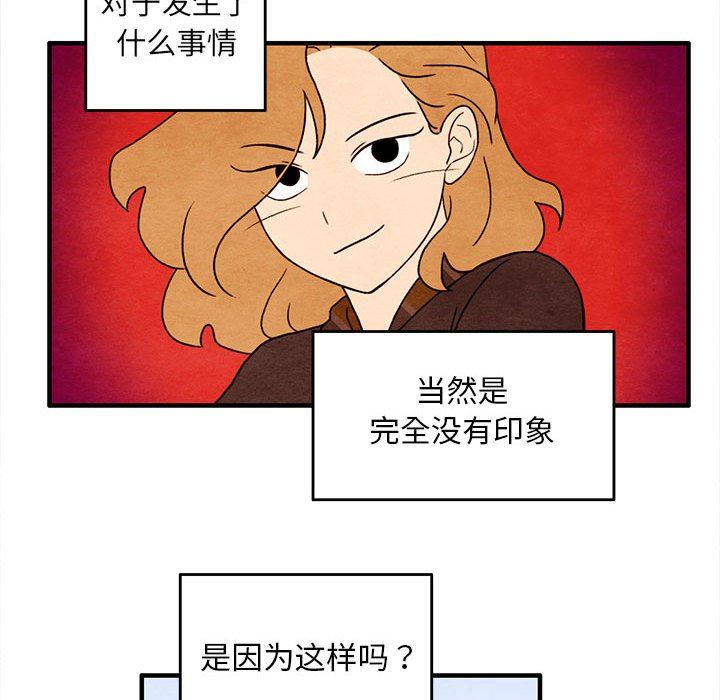 对于发生了
什么事情
当然是
完全没有印象
是因为这样吗？